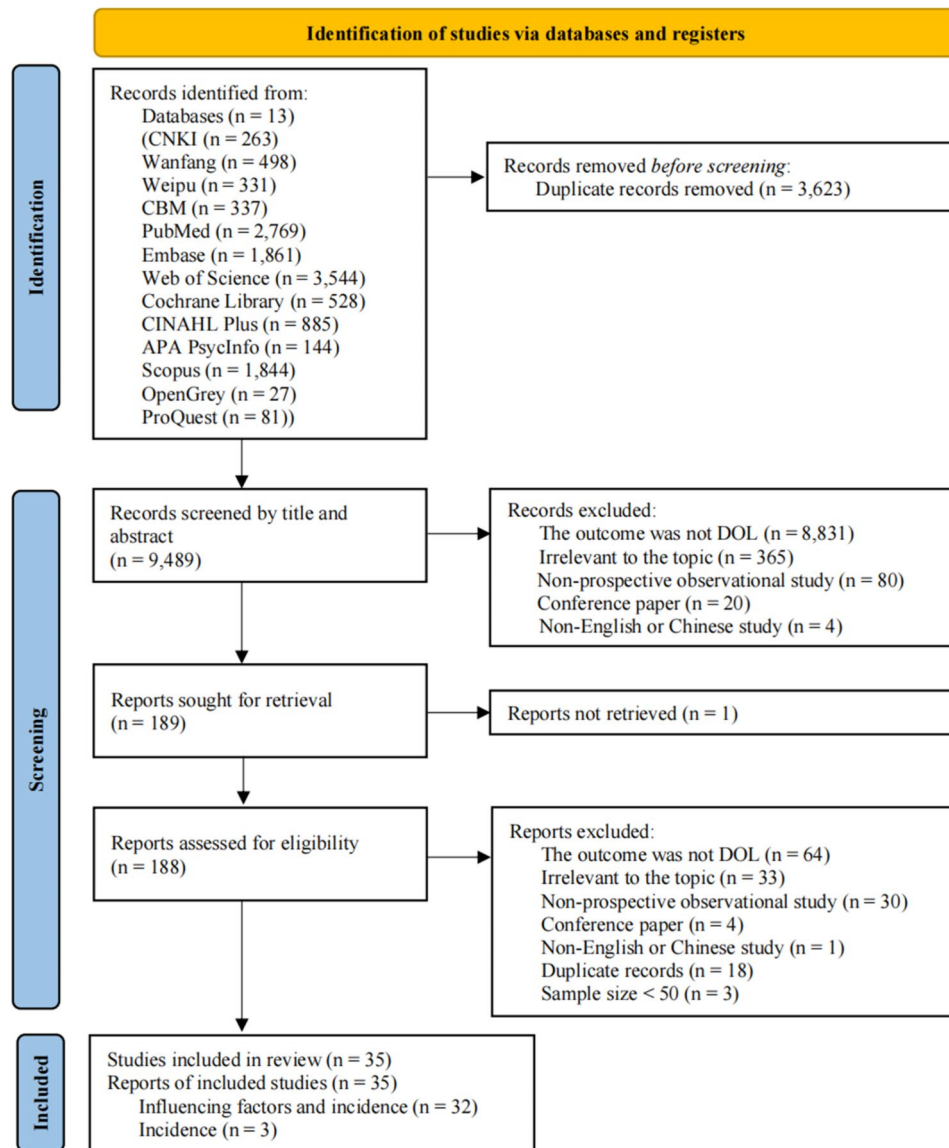 Identification of studies via databases and registers
Identification
Records identified from:
Databases (n = 13)
(CNKI (n = 263)
Wanfang (n = 498)
Weipu (n = 331)
CBM (n = 337)
PubMed (n = 2,769)
Embase (n = 1,861)
Web of Science (n = 3,544)
Cochrane Library (n = 528)
CINAHL Plus (n = 885)
APA PsycInfo (n = 144)
Scopus (n = 1,844)
OpenGrey (n = 27)
ProQuest (n = 81))
Records removed before screening:
Duplicate records removed (n = 3,623)
Screening
Records screened by title and
abstract
(n = 9,489)
Records excluded:
The outcome was not DOL (n = 8,831)
Irrelevant to the topic (n = 365)
Non-prospective observational study (n = 80)
Conference paper (n = 20)
Non-English or Chinese study (n = 4)
Reports sought for retrieval
(n = 189)
Reports not retrieved (n = 1)
Reports assessed for eligibility
(n = 188)
Reports excluded:
The outcome was not DOL (n = 64)
Irrelevant to the topic (n = 33)
Non-prospective observational study (n = 30)
Conference paper (n = 4)
Non-English or Chinese study (n = 1)
Duplicate records (n = 18)
Sample size < 50 (n = 3)
Included
Studies included in review (n = 35)
Reports of included studies (n = 35)
Influencing factors and incidence (n = 32)
Incidence (n = 3)